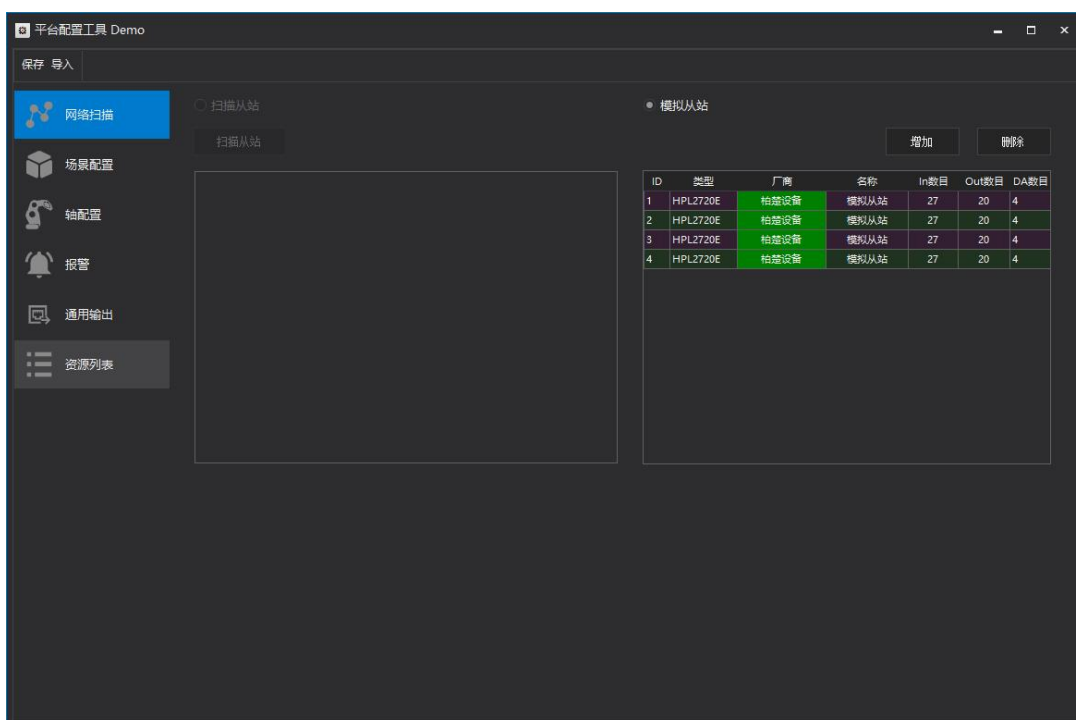 平台配置工具 Demo
保存 导入
网络扫描
场景配置
轴配置
报警
通用输出
资源列表
扫描从站
扫描从站
模拟从站
增加 删除
ID 类型 厂商 名称 In数目 Out数目 DA数目
1 HPL2720E 柏楚设备 模拟从站 27 20 4
2 HPL2720E 柏楚设备 模拟从站 27 20 4
3 HPL2720E 柏楚设备 模拟从站 27 20 4
4 HPL2720E 柏楚设备 模拟从站 27 20 4